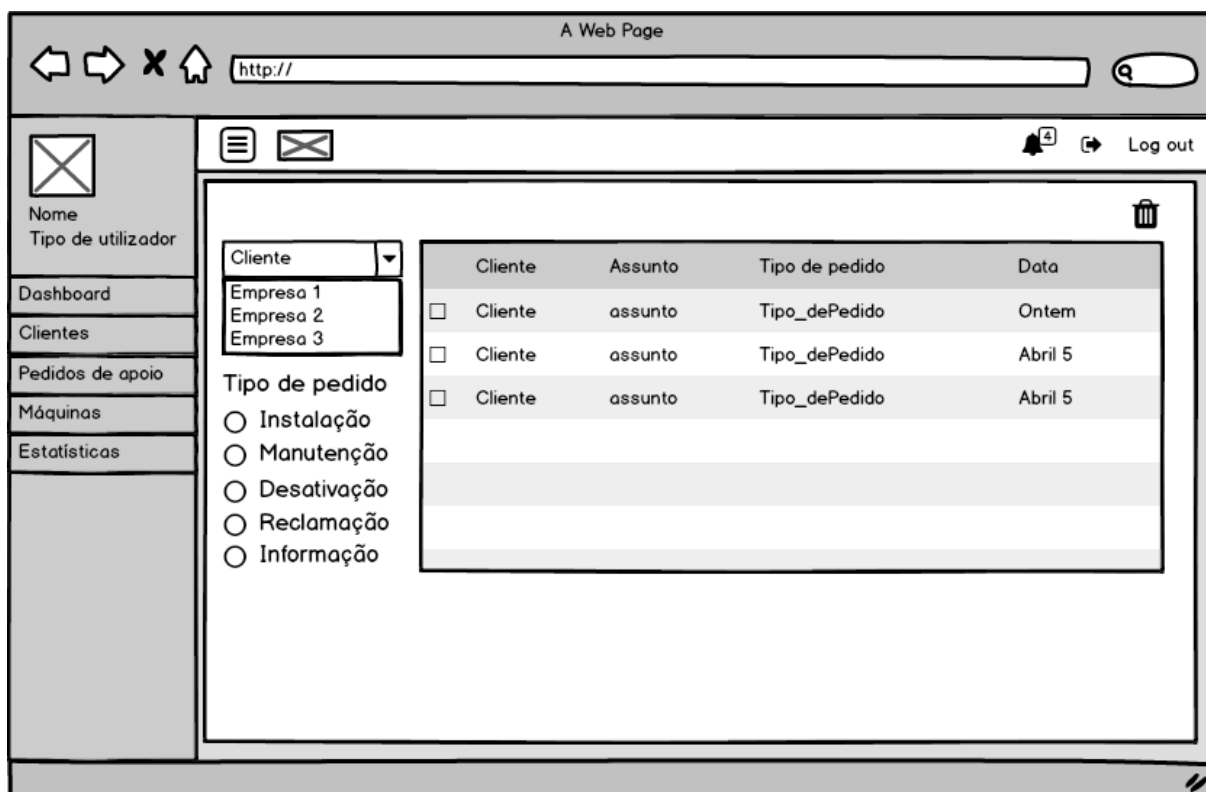 A Web Page
http://
4
Log out
Nome
Tipo de utilizador
Dashboard
Clientes
Pedidos de apoio
Máquinas
Estatísticas
Cliente
Empresa 1
Empresa 2
Empresa 3
Tipo de pedido
Instalação
Manutenção
Desativação
Reclamação
Informação
Cliente Assunto Tipo de pedido Data
Cliente assunto Tipo_dePedido Ontem
Cliente assunto Tipo_dePedido Abril 5
Cliente assunto Tipo_dePedido Abril 5